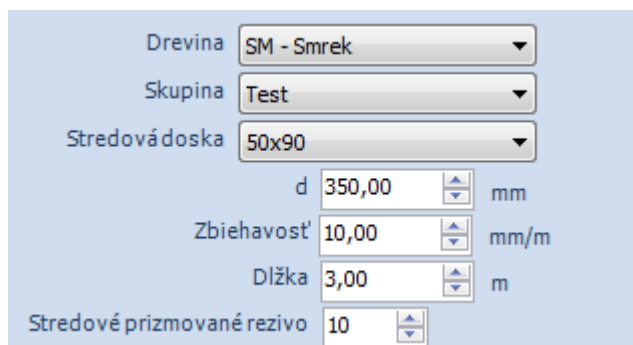 Drevina SM - Smrek
Skupina Test
Stredová doska 50x90
d 350,00 mm
Zbiehavosť 10,00 mm/m
Dĺžka 3,00 m
Stredové prizmované rezivo 10